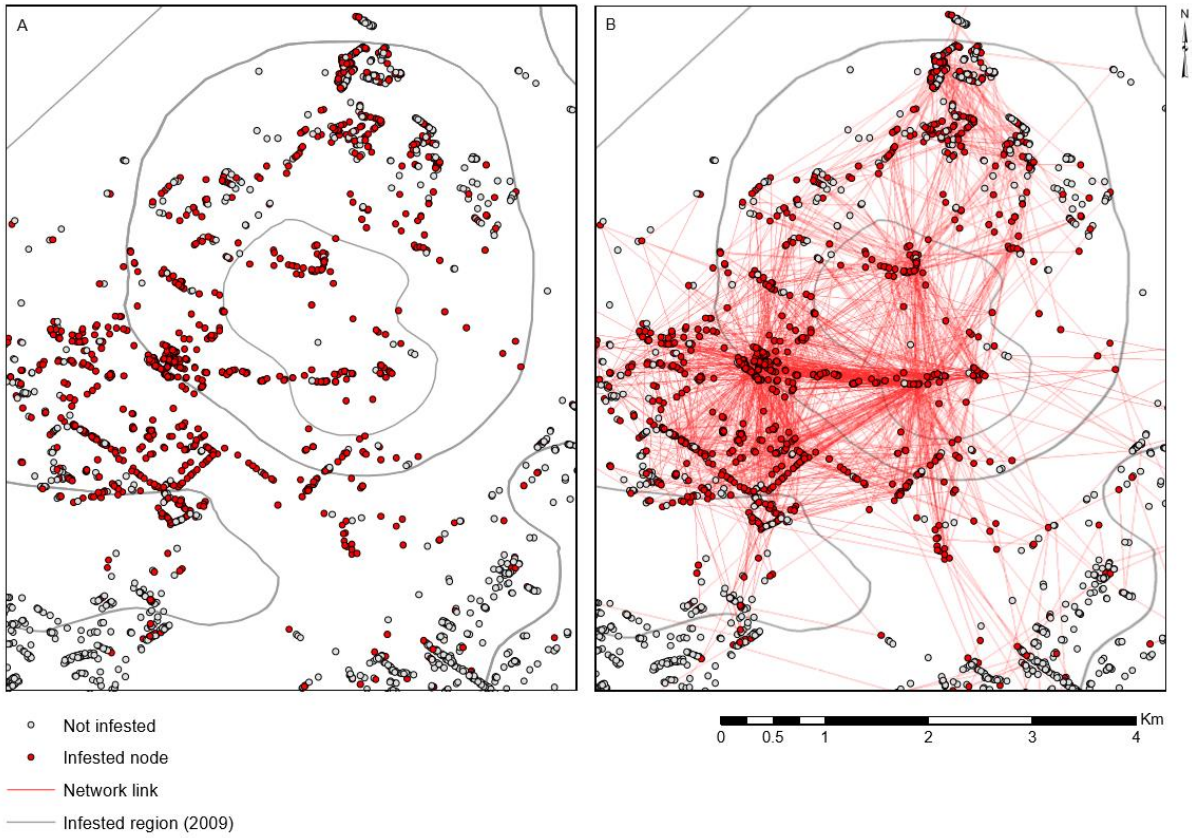 A
B
N
Not infested
Infested node
Network link
Infested region (2009)
Km
0 0.5 1 2 3 4